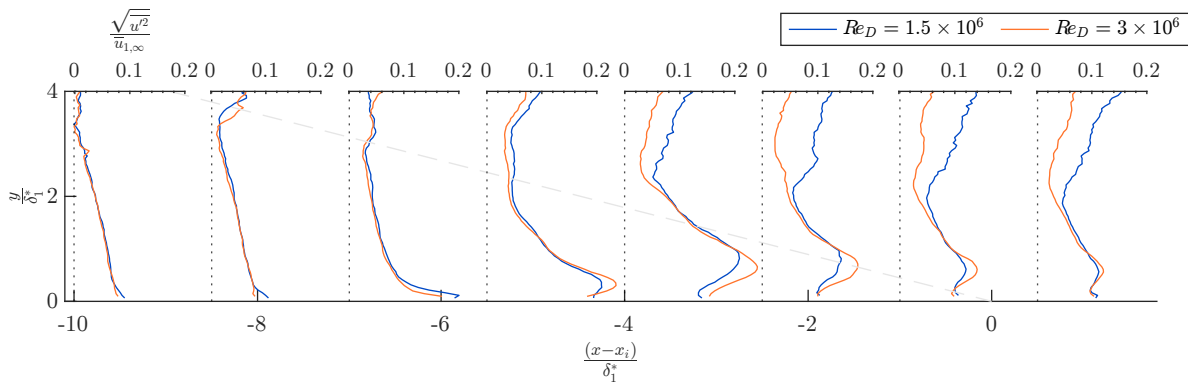 √(u′²) / u̅₁,∞
Re_D = 1.5 × 10⁶ Re_D = 3 × 10⁶
0 0.1 0.2 0 0.1 0.2 0 0.1 0.2 0 0.1 0.2 0 0.1 0.2 0 0.1 0.2 0 0.1 0.2 0 0.1 0.2
4
y/δ₁*
2
0
-10 -8 -6 -4 -2 0
(x−xᵢ)/δ₁*